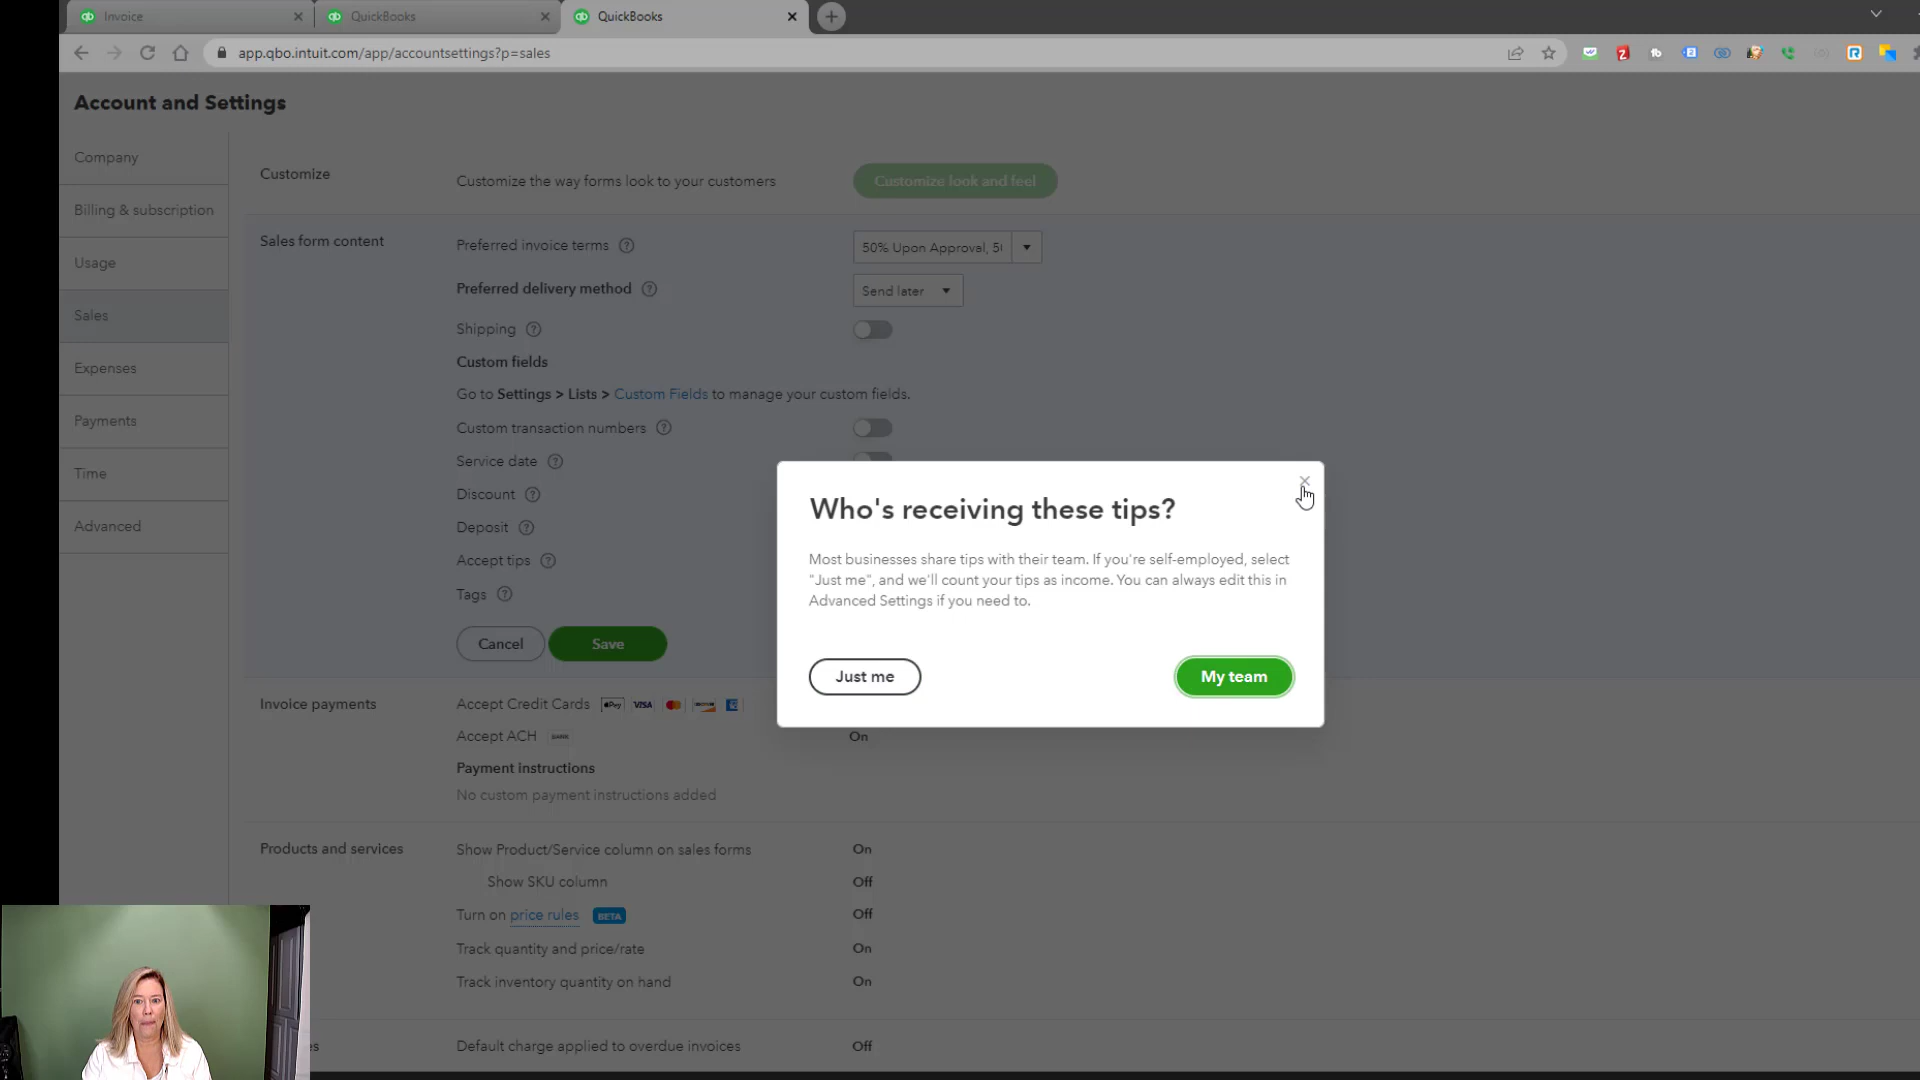 Invoice
QuickBooks
QuickBooks
app.qbo.intuit.com/app/accountsettings?p=sales
Account and Settings
Company
Billing & subscription
Usage
Sales
Expenses
Payments
Time
Advanced
Customize
Customize the way forms look to your customers
Customize look and feel
Sales form content
Preferred invoice terms
50% Upon Approval,
Preferred delivery method
Send later
Shipping
Custom fields
Go to Settings > Lists > Custom Fields to manage your custom fields.
Custom transaction numbers
Service date
Discount
Deposit
Accept tips
Tags
Cancel
Save
Who's receiving these tips?
Most businesses share tips with their team. If you're self-employed, select
"Just me", and we'll count your tips as income. You can always edit this in
Advanced Settings if you need to.
Just me
My team
Invoice payments
Accept Credit Cards
Pay
VISA
Accept ACH
BANK
On
Payment instructions
No custom payment instructions added
Products and services
Show Product/Service column on sales forms
On
Show SKU column
Off
Turn on price rules
BETA
Off
Track quantity and price/rate
On
Track inventory quantity on hand
On
Default charge applied to overdue invoices
Off